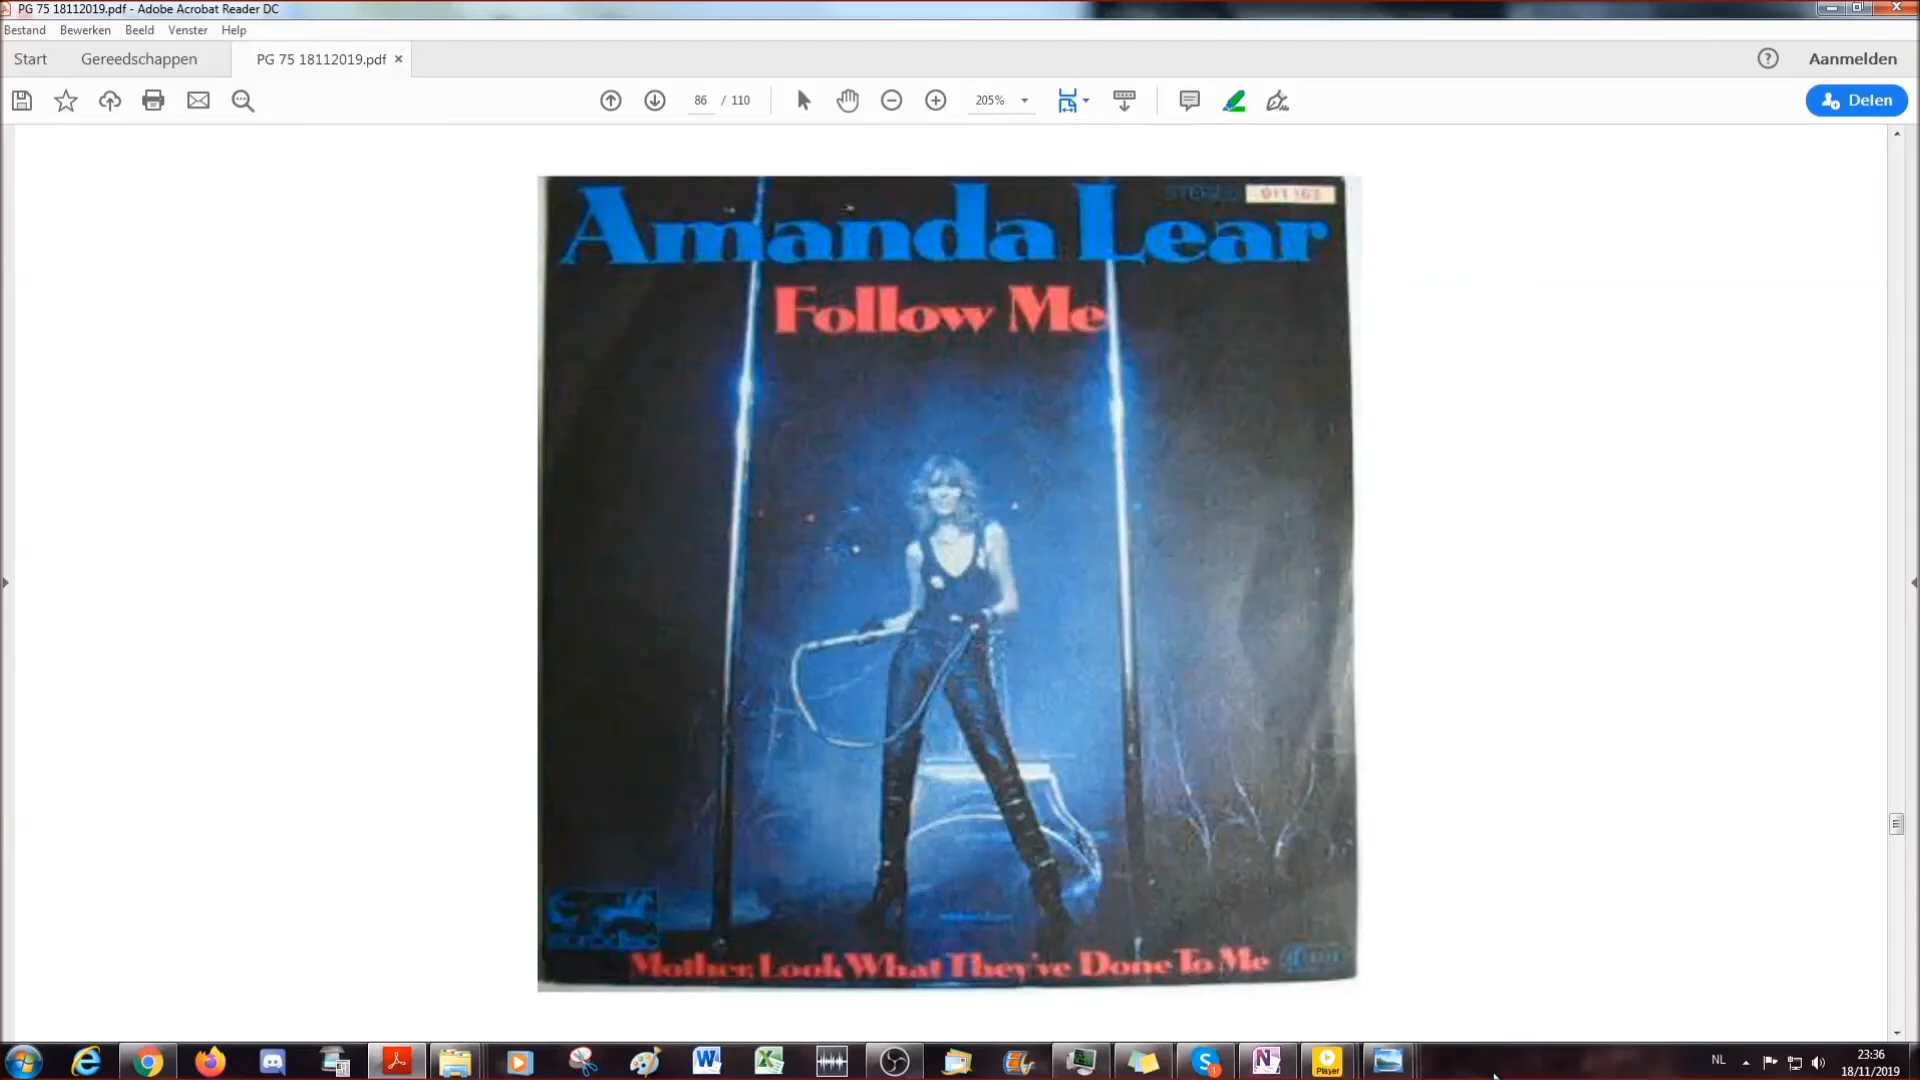 PG 75 18112019.pdf - Adobe Acrobat Reader DC
Bestand Bewerken Beeld Venster Help
Start Gereedschappen PG 75 18112019.pdf × Aanmelden
86 / 110 205% Delen
Amanda Lear
Follow Me
Mother, Look What They've Done To Me
NL 23:36
18/11/2019
Player